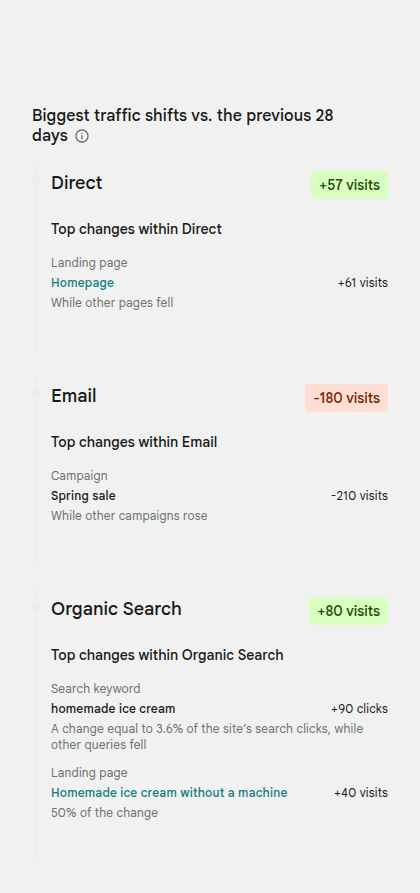 Biggest traffic shifts vs. the previous 28
days
Direct
+57 visits
Top changes within Direct
Landing page
Homepage
+61 visits
While other pages fell
Email
-180 visits
Top changes within Email
Campaign
Spring sale
-210 visits
While other campaigns rose
Organic Search
+80 visits
Top changes within Organic Search
Search keyword
homemade ice cream
+90 clicks
A change equal to 3.6% of the site's search clicks, while
other queries fell
Landing page
Homemade ice cream without a machine
+40 visits
50% of the change